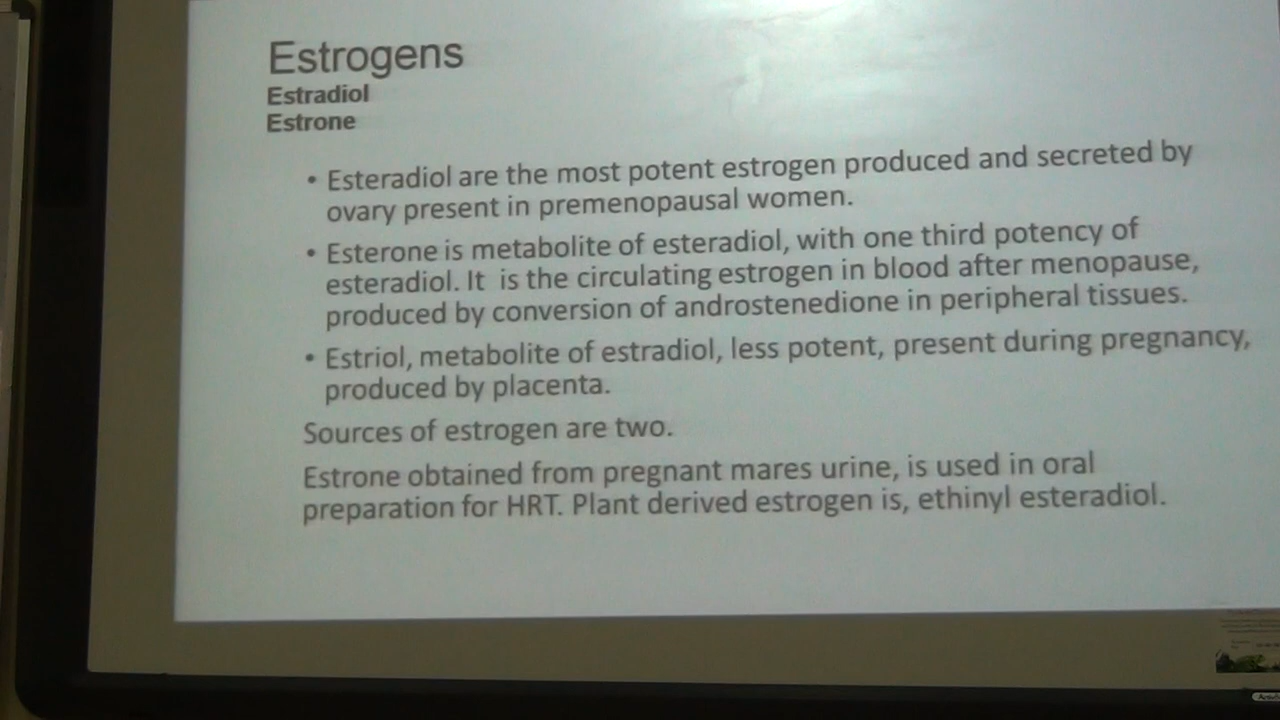 Estrogens
Estradiol
Estrone
• Esteradiol are the most potent estrogen produced and secreted by
ovary present in premenopausal women.
• Esterone is metabolite of esteradiol, with one third potency of
esteradiol. It is the circulating estrogen in blood after menopause,
produced by conversion of androstenedione in peripheral tissues.
• Estriol, metabolite of estradiol, less potent, present during pregnancy,
produced by placenta.
Sources of estrogen are two.
Estrone obtained from pregnant mares urine, is used in oral
preparation for HRT. Plant derived estrogen is, ethinyl esteradiol.